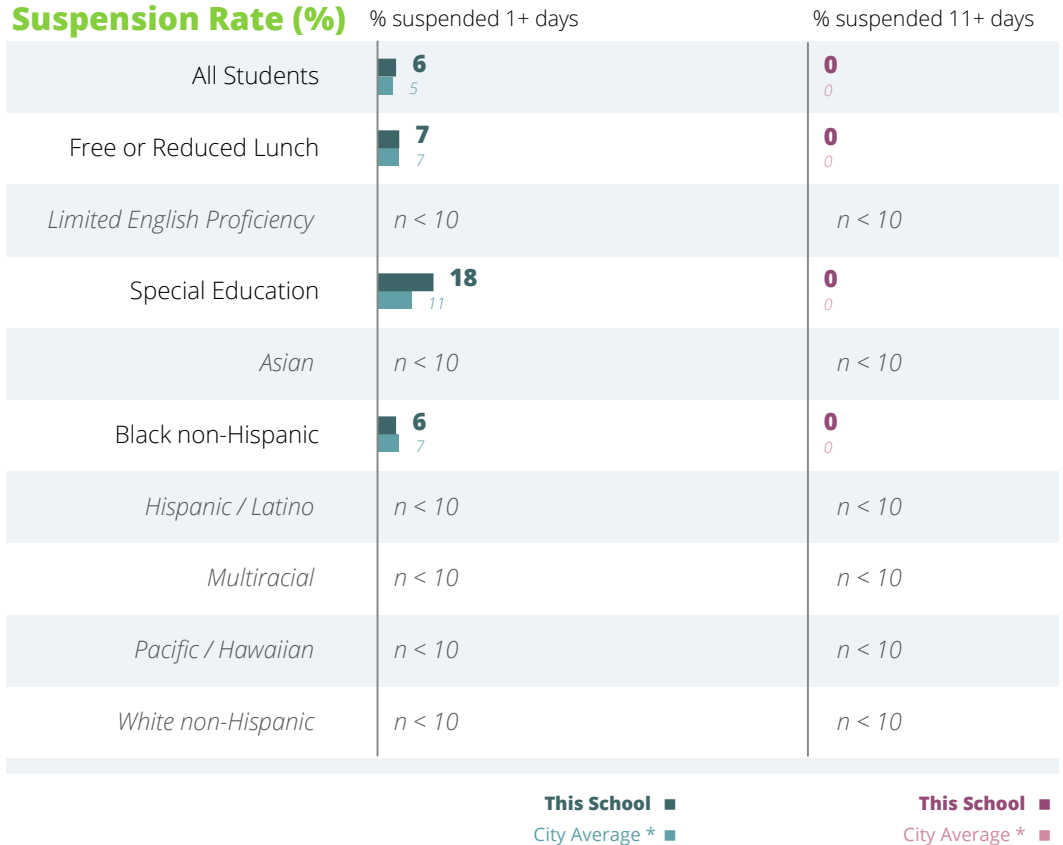 Suspension Rate (%) % suspended 1+ days % suspended 11+ days
All Students 6 0
5 0
Free or Reduced Lunch 7 0
7 0
Limited English Proficiency n < 10 n < 10
Special Education 18 0
11 0
Asian n < 10 n < 10
Black non-Hispanic 6 0
7 0
Hispanic / Latino n < 10 n < 10
Multiracial n < 10 n < 10
Pacific / Hawaiian n < 10 n < 10
White non-Hispanic n < 10 n < 10
This School This School
City Average * City Average *